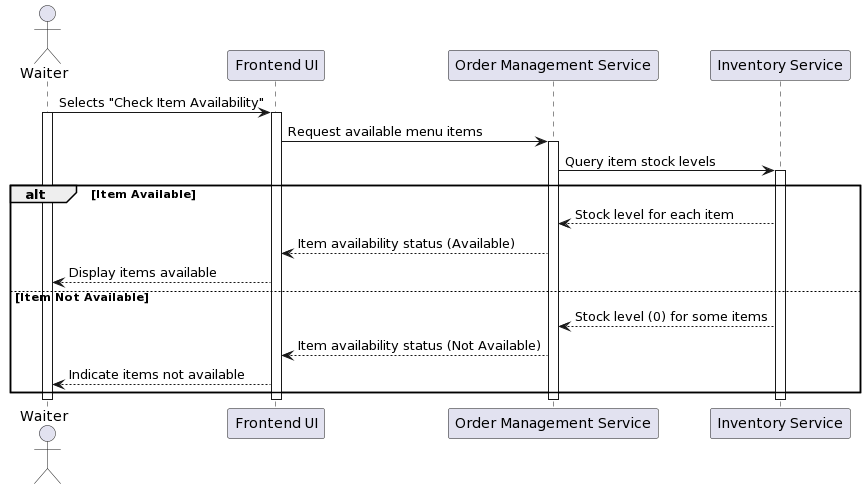 Waiter
Frontend UI
Order Management Service
Inventory Service
Selects "Check Item Availability"
Request available menu items
Query item stock levels
alt
[Item Available]
Stock level for each item
Item availability status (Available)
Display items available
[Item Not Available]
Stock level (0) for some items
Item availability status (Not Available)
Indicate items not available
Waiter
Frontend UI
Order Management Service
Inventory Service